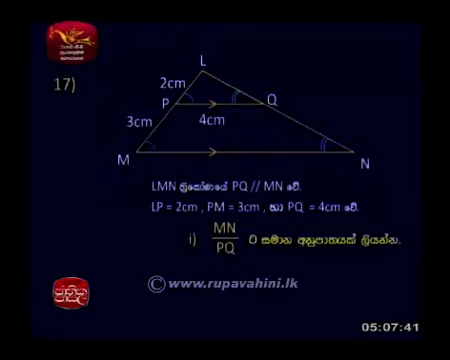 17)
L
2cm
P
Q
4cm
3cm
M
N
LMN ත්‍රිකෝණයේ PQ // MN වේ.
LP = 2cm , PM = 3cm , හා PQ = 4cm වේ.
i) MN
PQ ට සමාන අනුපාතයක් ලියන්න.
© www.rupavahini.lk
05:07:41